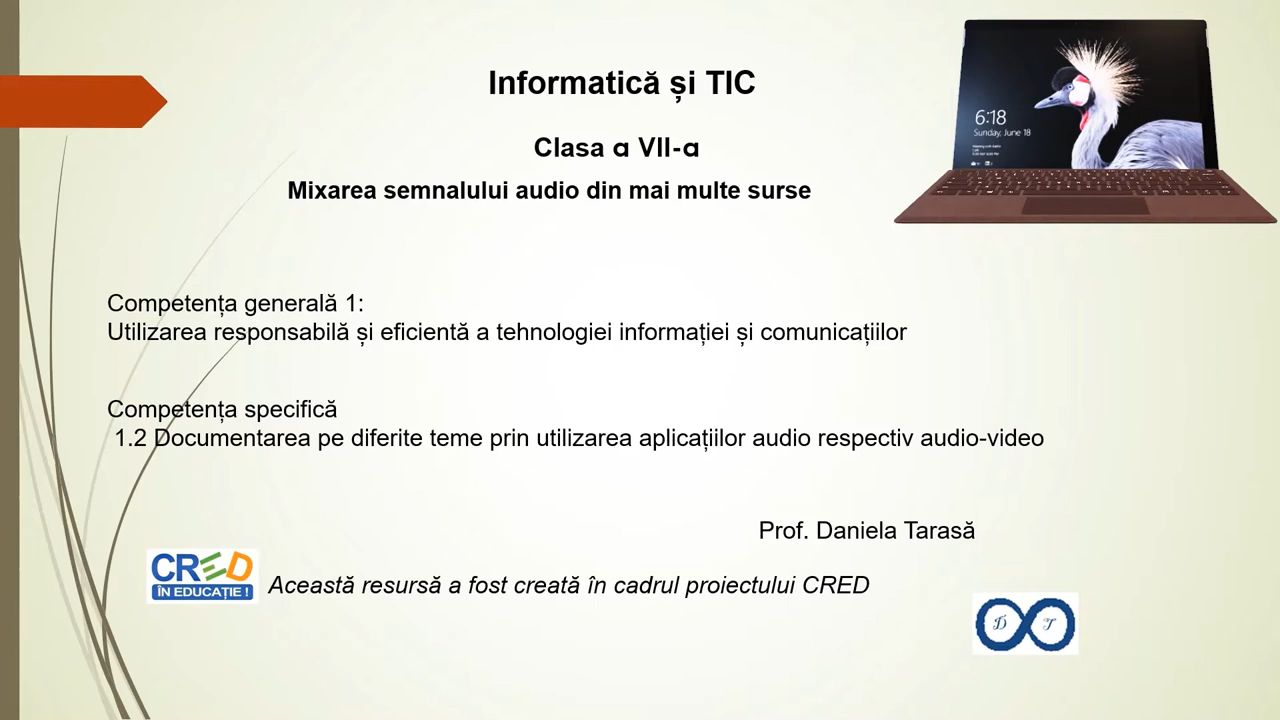 Informatică și TIC
Clasa a VII-a
Mixarea semnalului audio din mai multe surse
6:18
Sunday, June 18
Competența generală 1:
Utilizarea responsabilă și eficientă a tehnologiei informației și comunicațiilor
Competența specifică
1.2 Documentarea pe diferite teme prin utilizarea aplicațiilor audio respectiv audio-video
Prof. Daniela Tarasă
CRED
ÎN EDUCAȚIE !
Această resursă a fost creată în cadrul proiectului CRED
D T